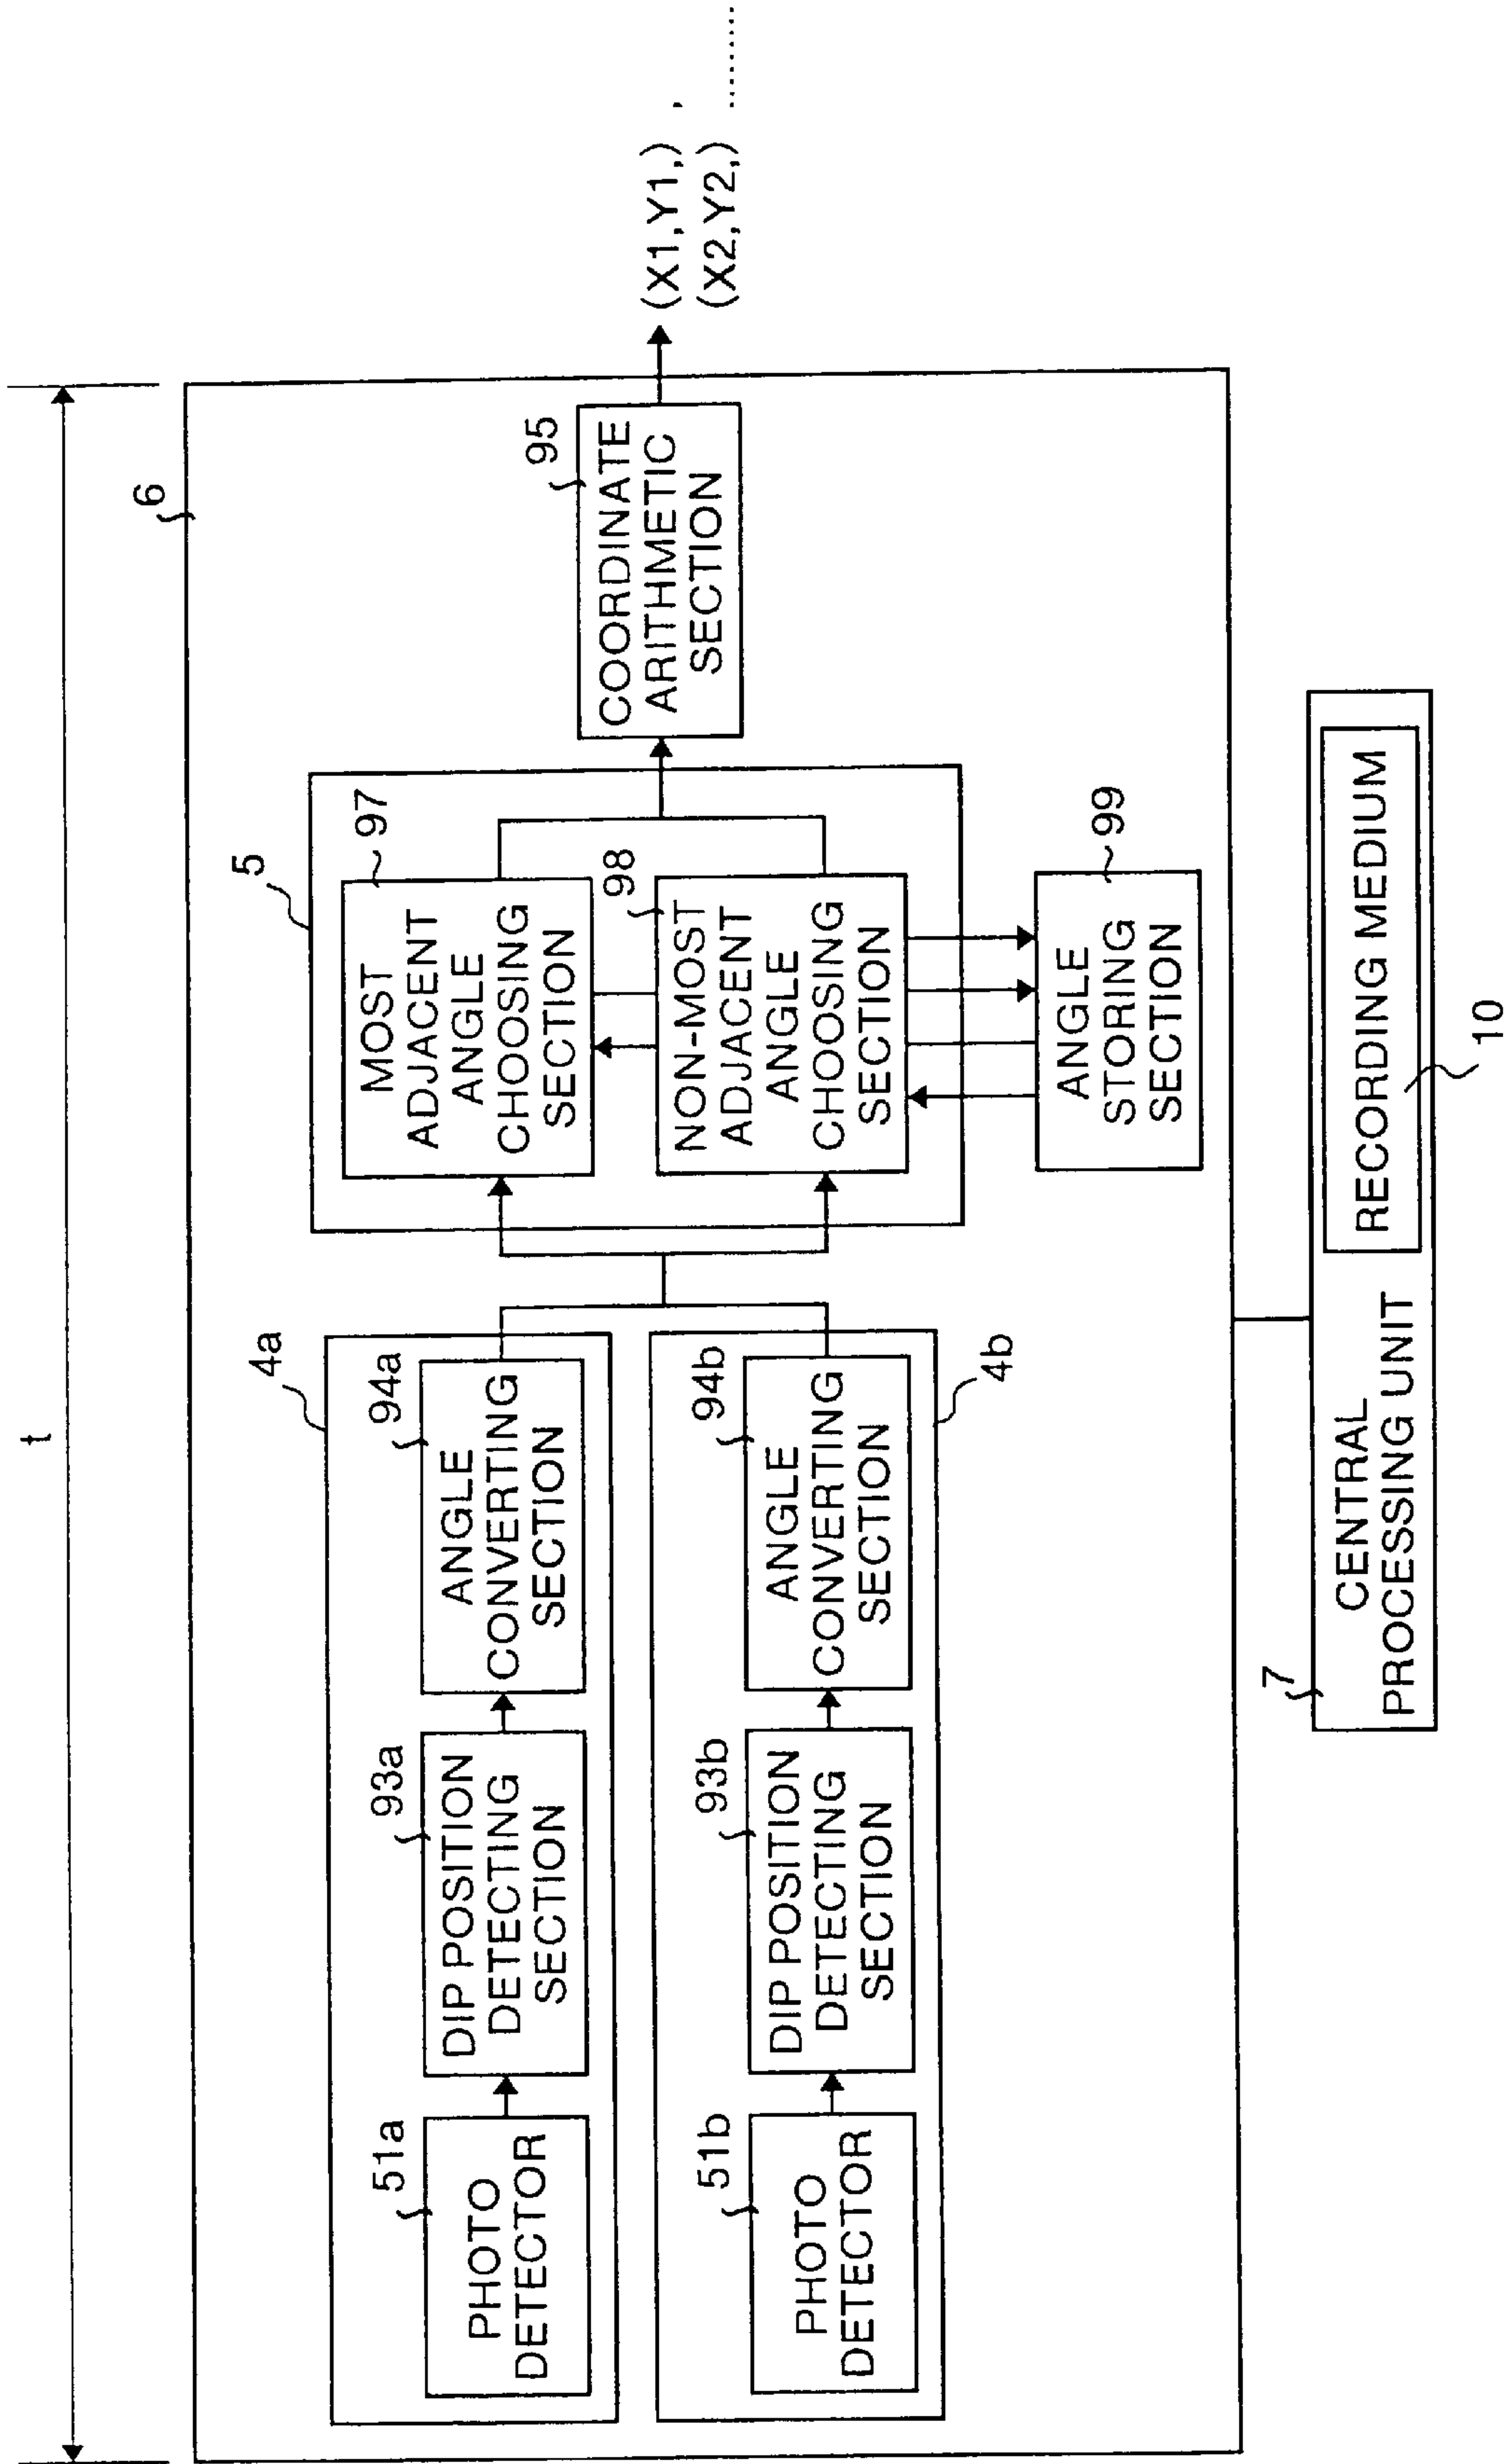 t
6
4a
51a
PHOTO
DETECTOR
93a
DIP POSITION
DETECTING
SECTION
94a
ANGLE
CONVERTING
SECTION
4b
51b
PHOTO
DETECTOR
93b
DIP POSITION
DETECTING
SECTION
94b
ANGLE
CONVERTING
SECTION
5
97
MOST
ADJACENT
ANGLE
CHOOSING
SECTION
98
NON-MOST
ADJACENT
ANGLE
CHOOSING
SECTION
99
ANGLE
STORING
SECTION
95
COORDINATE
ARITHMETIC
SECTION
(X1,Y1,) ,
(X2,Y2,) ........
7
CENTRAL
PROCESSING UNIT
RECORDING MEDIUM
10